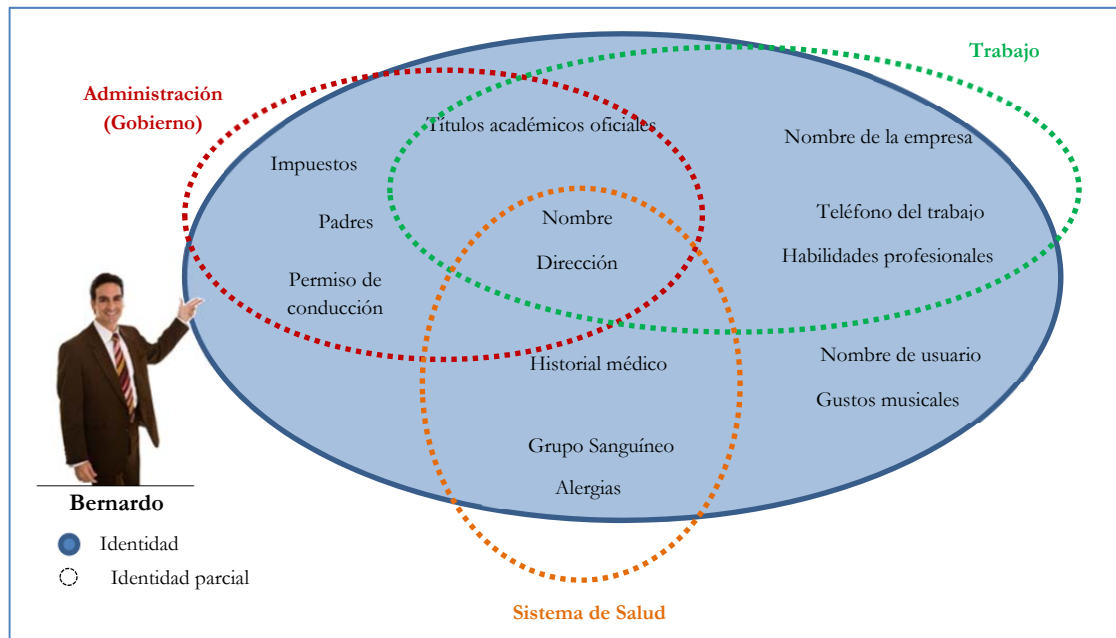 Trabajo
Administración
(Gobierno)
Títulos académicos oficiales
Nombre de la empresa
Impuestos
Padres
Nombre
Teléfono del trabajo
Dirección
Habilidades profesionales
Permiso de
conducción
Historial médico
Nombre de usuario
Gustos musicales
Grupo Sanguíneo
Alergias
Bernardo
Identidad
Identidad parcial
Sistema de Salud